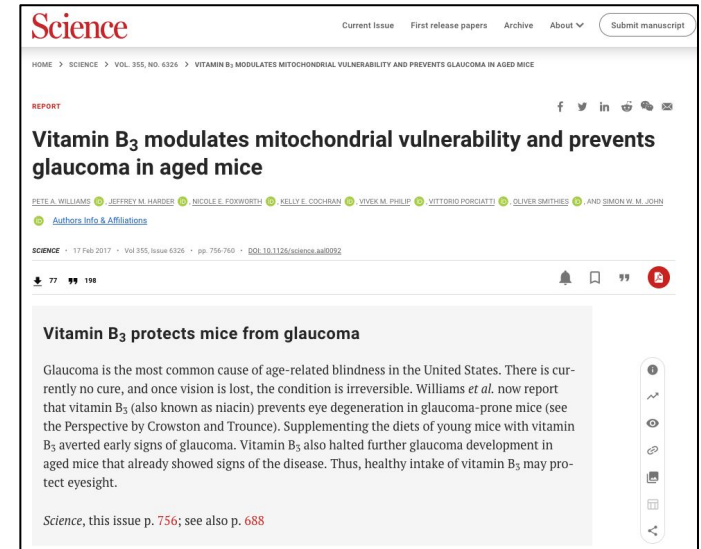 Science
Current Issue First release papers Archive About Submit manuscript
HOME > SCIENCE > VOL. 355, NO. 6326 > VITAMIN B3 MODULATES MITOCHONDRIAL VULNERABILITY AND PREVENTS GLAUCOMA IN AGED MICE
REPORT
Vitamin B3 modulates mitochondrial vulnerability and prevents
glaucoma in aged mice
PETE A. WILLIAMS iD, JEFFREY M. HARDER iD, NICOLE E. FOXWORTH iD, KELLY E. COCHRAN iD, VIVEK M. PHILIP iD, VITTORIO PORCIATTI iD, OLIVER SMITHIES iD, AND SIMON W. M. JOHN
iD Authors Info & Affiliations
SCIENCE • 17 Feb 2017 • Vol 355, Issue 6326 • pp. 756-760 • DOI: 10.1126/science.aal0092
77 198
Vitamin B3 protects mice from glaucoma
Glaucoma is the most common cause of age-related blindness in the United States. There is cur-
rently no cure, and once vision is lost, the condition is irreversible. Williams et al. now report
that vitamin B3 (also known as niacin) prevents eye degeneration in glaucoma-prone mice (see
the Perspective by Crowston and Trounce). Supplementing the diets of young mice with vitamin
B3 averted early signs of glaucoma. Vitamin B3 also halted further glaucoma development in
aged mice that already showed signs of the disease. Thus, healthy intake of vitamin B3 may pro-
tect eyesight.
Science, this issue p. 756; see also p. 688